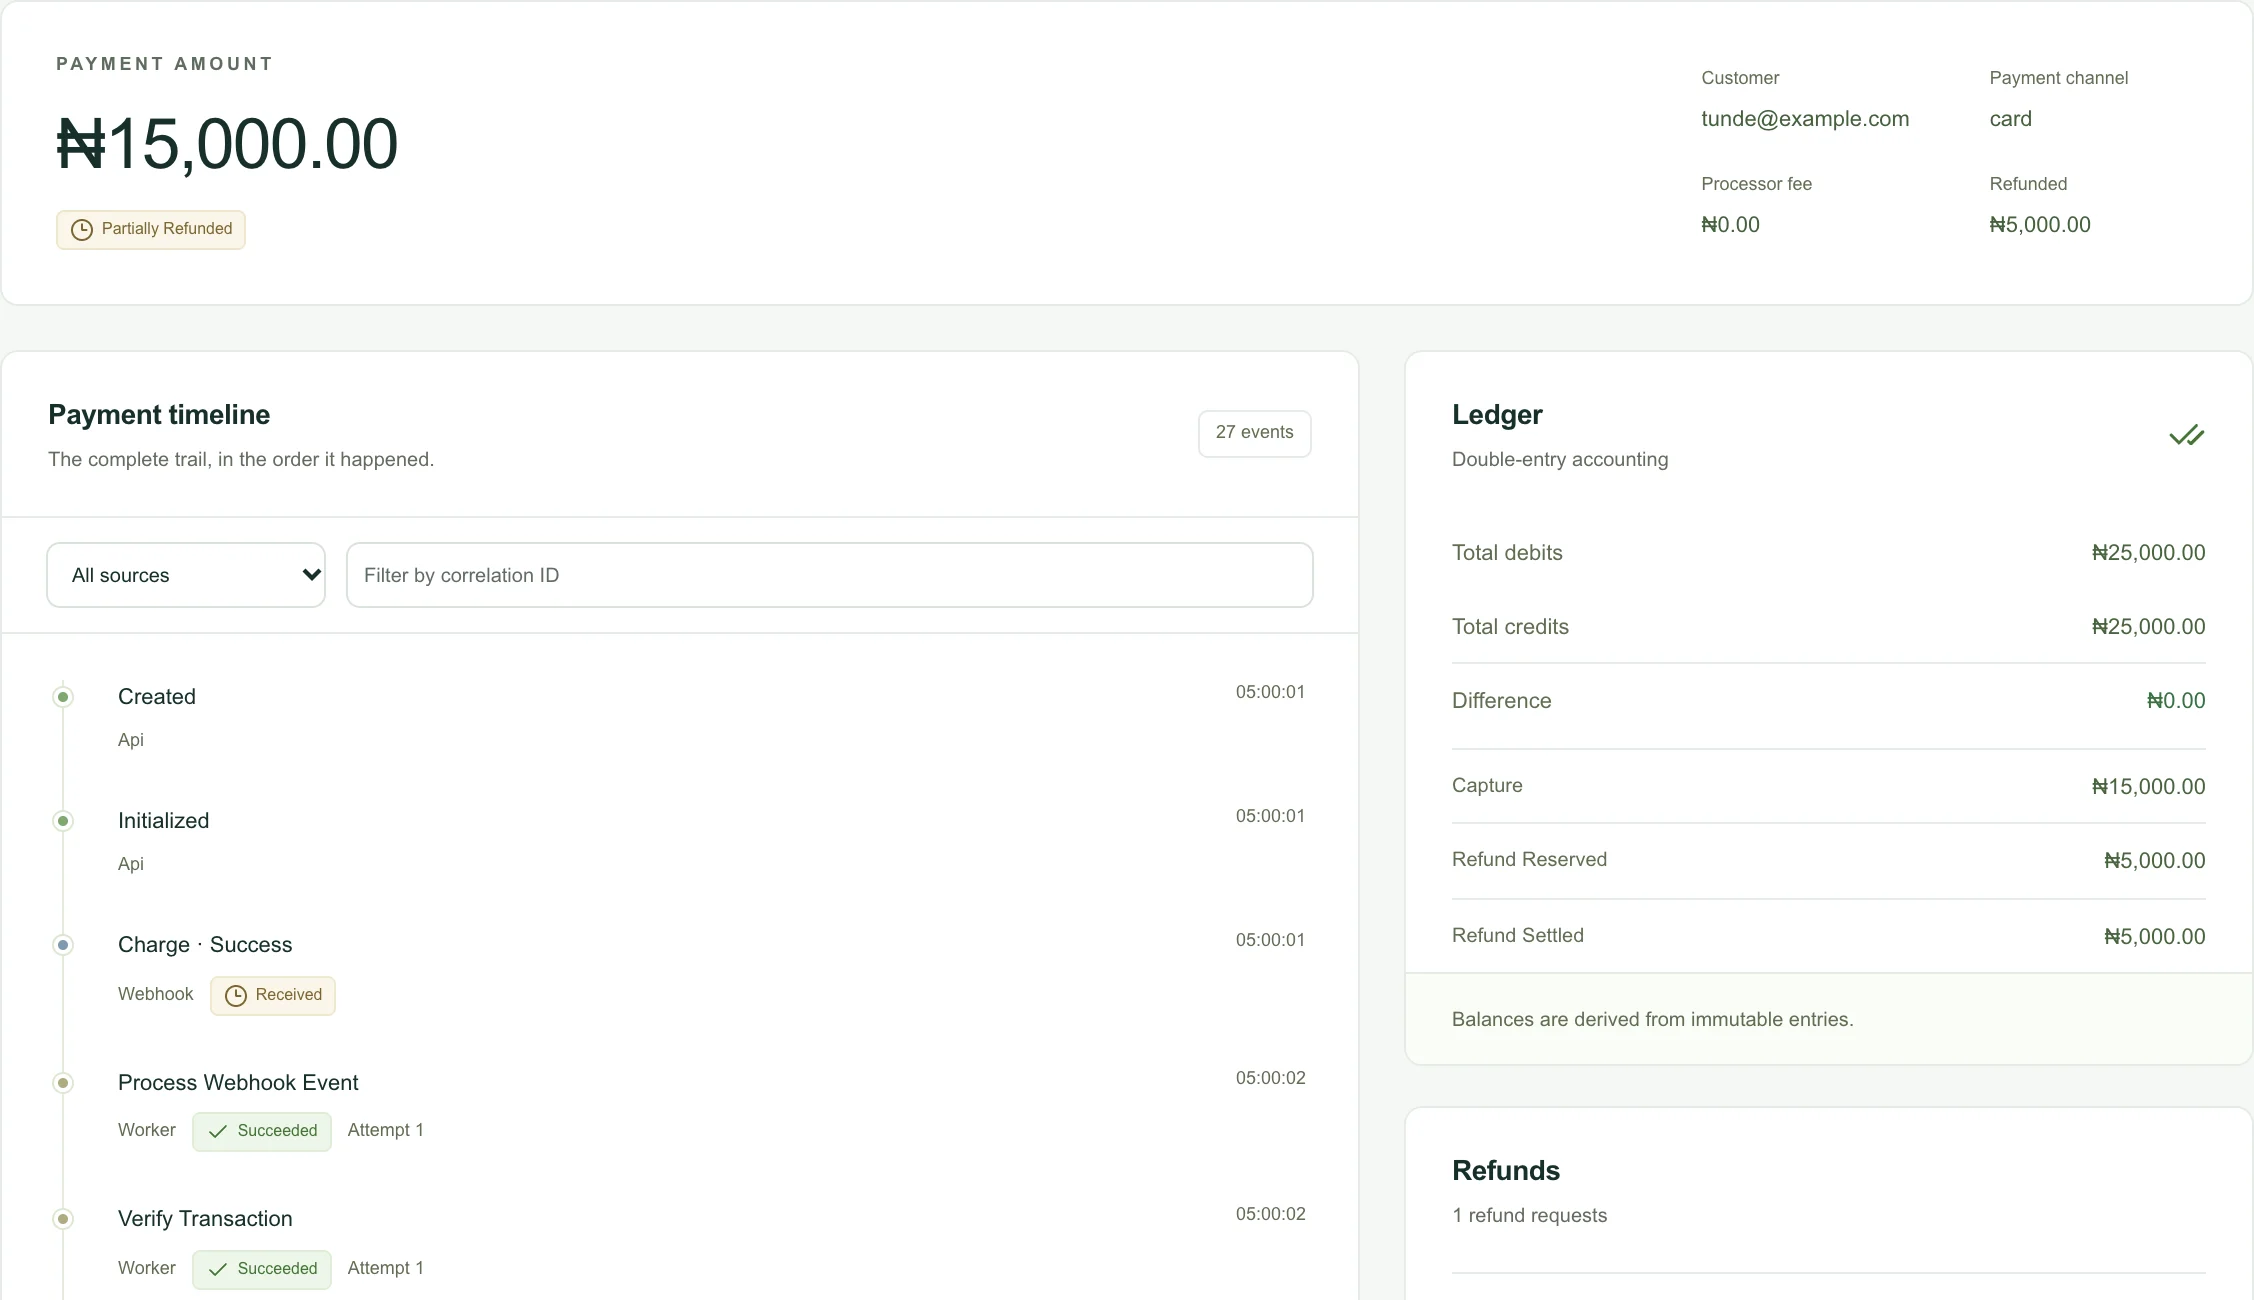 PAYMENT AMOUNT
₦15,000.00
Partially Refunded
Customer
tunde@example.com
Payment channel
card
Processor fee
₦0.00
Refunded
₦5,000.00
Payment timeline
The complete trail, in the order it happened.
27 events
All sources
Filter by correlation ID
Created
05:00:01
Api
Initialized
05:00:01
Api
Charge · Success
05:00:01
Webhook
Received
Process Webhook Event
05:00:02
Worker
Succeeded
Attempt 1
Verify Transaction
05:00:02
Worker
Succeeded
Attempt 1
Ledger
Double-entry accounting
Total debits
₦25,000.00
Total credits
₦25,000.00
Difference
₦0.00
Capture
₦15,000.00
Refund Reserved
₦5,000.00
Refund Settled
₦5,000.00
Balances are derived from immutable entries.
Refunds
1 refund requests